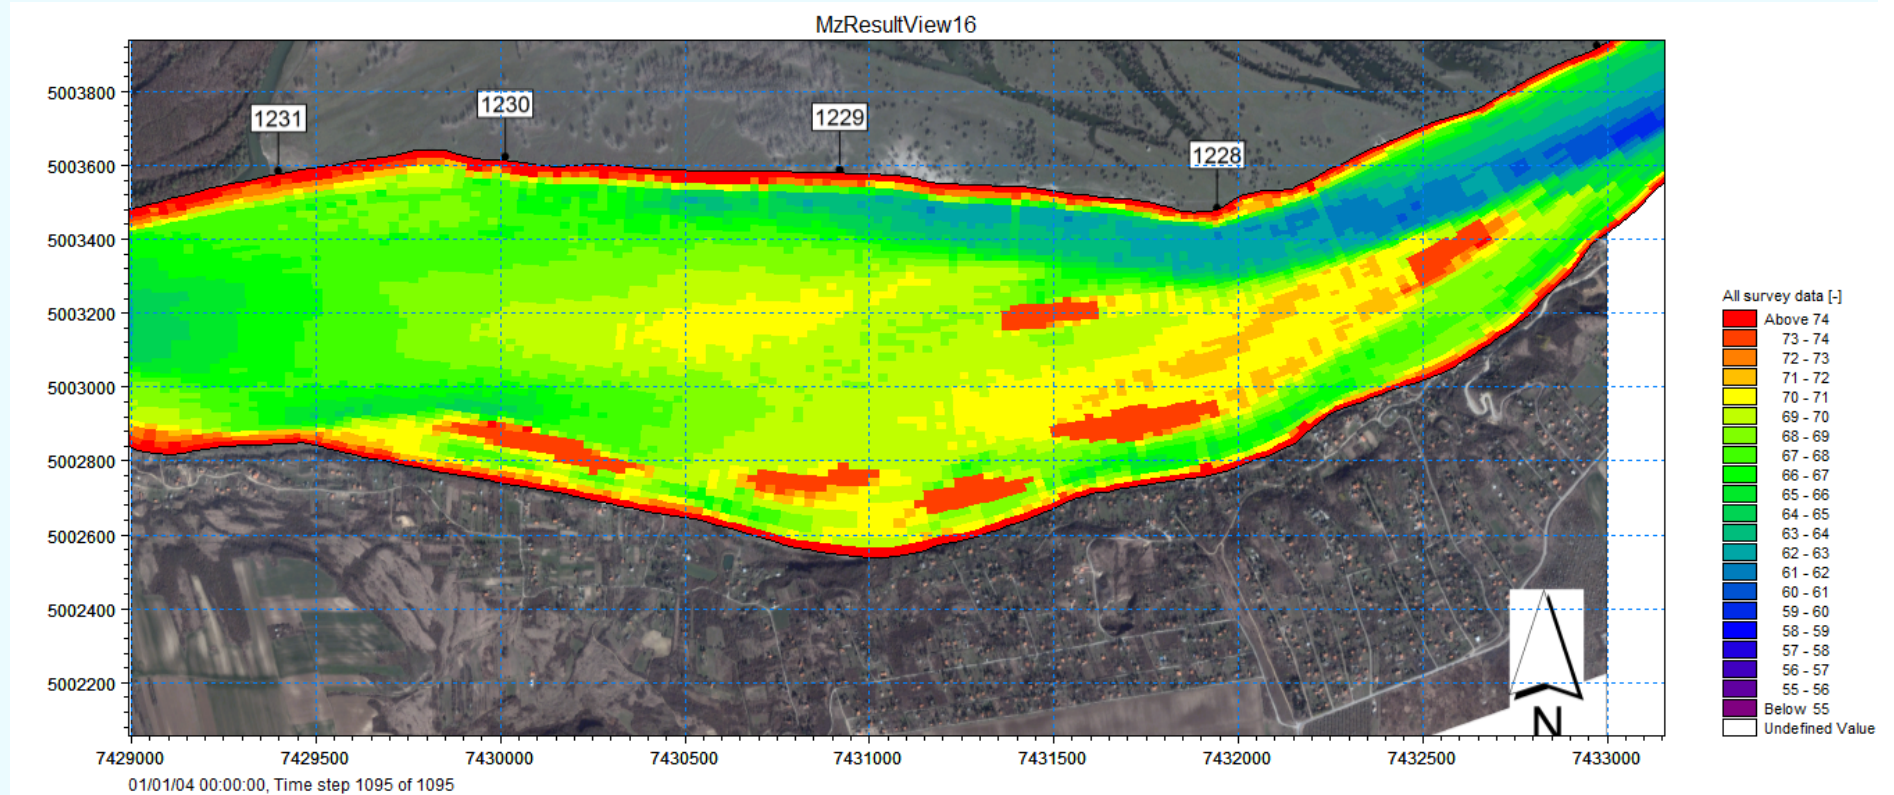 MzResultView16
1231
1230
1229
1228
5003800
5003600
5003400
5003200
5003000
5002800
5002600
5002400
5002200
7429000 7429500 7430000 7430500 7431000 7431500 7432000 7432500 7433000
01/01/04 00:00:00, Time step 1095 of 1095
N
All survey data [-]
Above 74
73 - 74
72 - 73
71 - 72
70 - 71
69 - 70
68 - 69
67 - 68
66 - 67
65 - 66
64 - 65
63 - 64
62 - 63
61 - 62
60 - 61
59 - 60
58 - 59
57 - 58
56 - 57
55 - 56
Below 55
Undefined Value